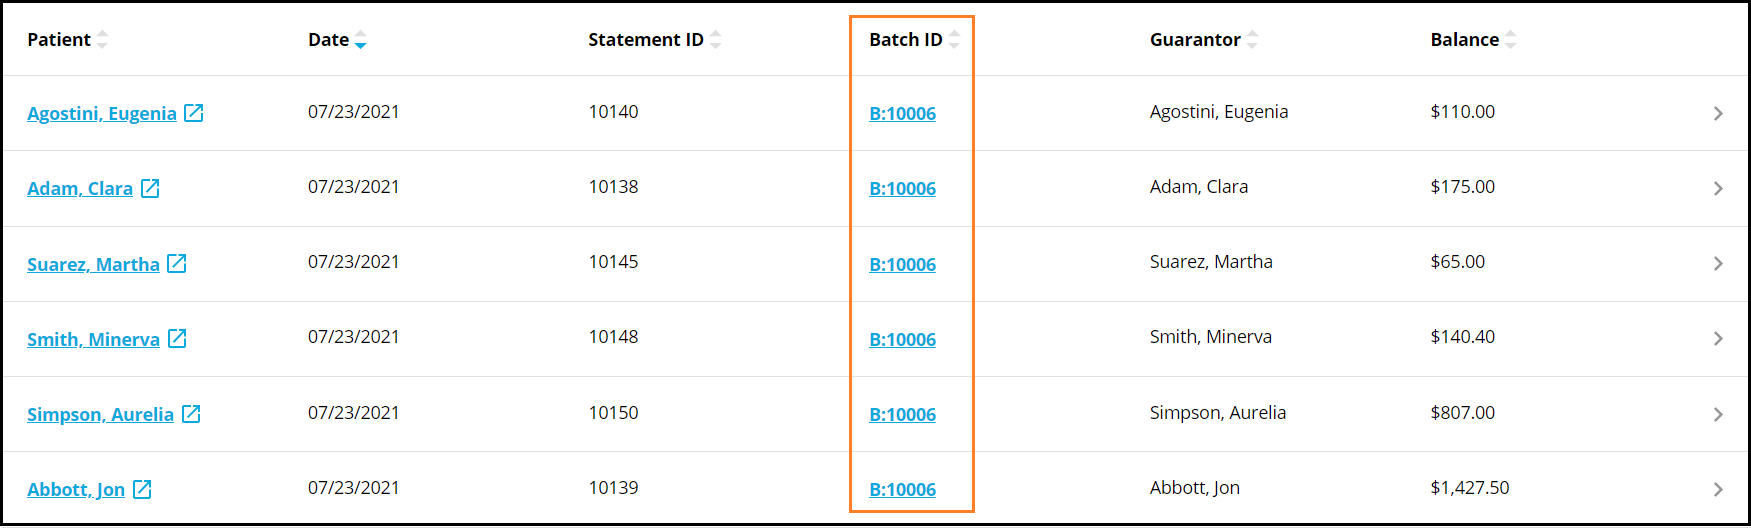 Patient Date Statement ID Batch ID Guarantor Balance
Agostini, Eugenia 07/23/2021 10140 B:10006 Agostini, Eugenia $110.00
Adam, Clara 07/23/2021 10138 B:10006 Adam, Clara $175.00
Suarez, Martha 07/23/2021 10145 B:10006 Suarez, Martha $65.00
Smith, Minerva 07/23/2021 10148 B:10006 Smith, Minerva $140.40
Simpson, Aurelia 07/23/2021 10150 B:10006 Simpson, Aurelia $807.00
Abbott, Jon 07/23/2021 10139 B:10006 Abbott, Jon $1,427.50